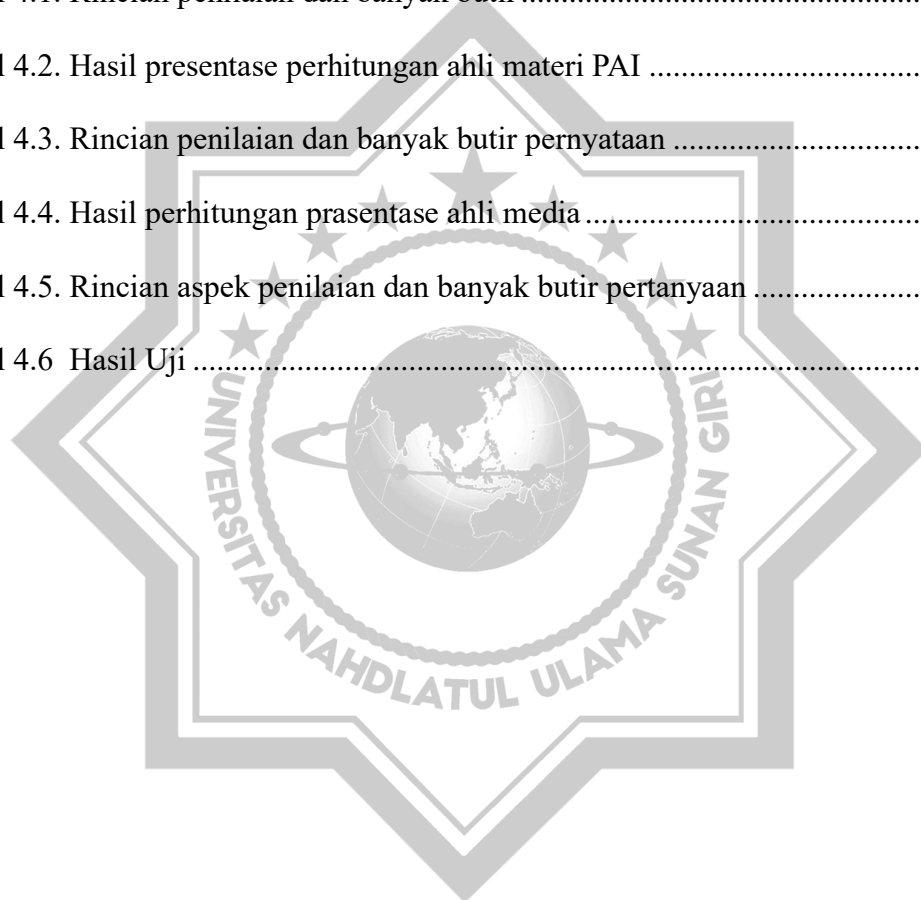 l 4.1. Rincian penilaian dan banyak butir ....................................................
l 4.2. Hasil presentase perhitungan ahli materi PAI ..................................
l 4.3. Rincian penilaian dan banyak butir pernyataan ...............................
l 4.4. Hasil perhitungan prasentase ahli media ..........................................
l 4.5. Rincian aspek penilaian dan banyak butir pertanyaan .....................
l 4.6 Hasil Uji ............................................................................................
UNIVERSITAS NAHDLATUL ULAMA SUNAN GIRI